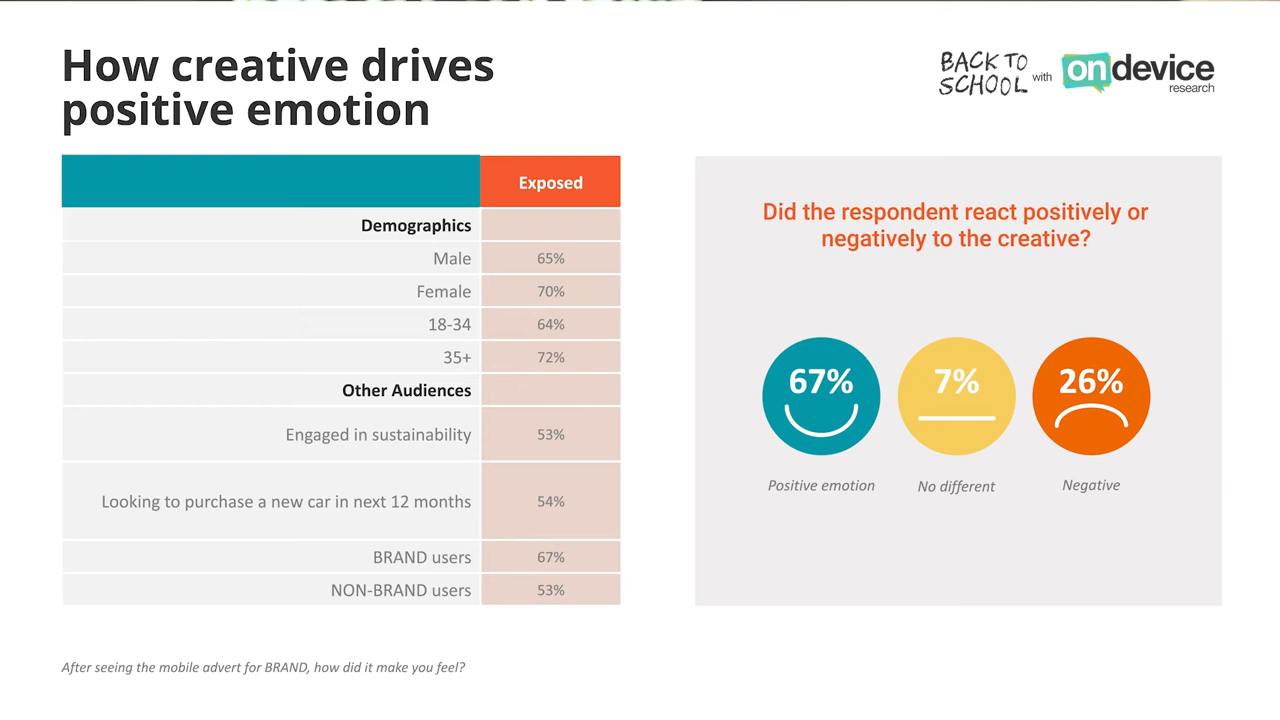 How creative drives
positive emotion
BACK TO
SCHOOL with
ondevice
research
Exposed
Demographics
Male 65%
Female 70%
18-34 64%
35+ 72%
Other Audiences
Engaged in sustainability 53%
Looking to purchase a new car in next 12 months 54%
BRAND users 67%
NON-BRAND users 53%
Did the respondent react positively or
negatively to the creative?
67% 7% 26%
Positive emotion No different Negative
After seeing the mobile advert for BRAND, how did it make you feel?